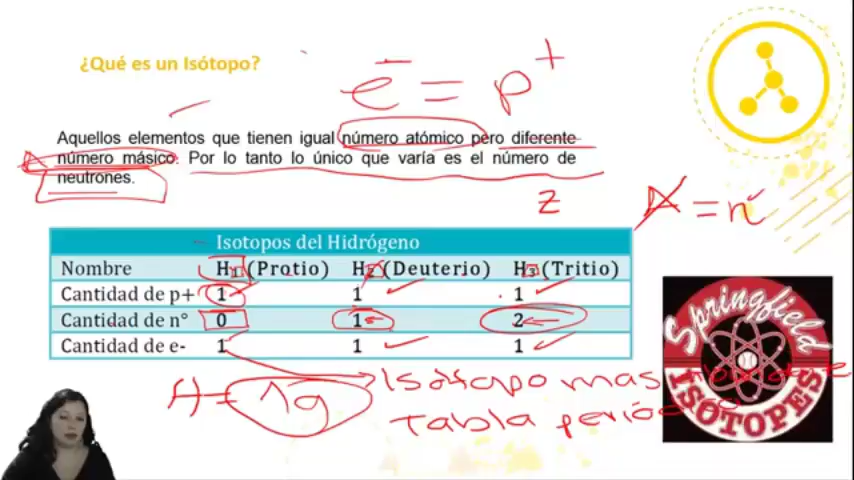 ¿Qué es un Isótopo?
e⁻ = p⁺
Aquellos elementos que tienen igual número atómico pero diferente
número másico. Por lo tanto lo único que varía es el número de
neutrones.
A
Z
A = n
Isotopos del Hidrógeno
Nombre H1 (Protio) H2 (Deuterio) H3 (Tritio)
Cantidad de p+ 1 1 1
Cantidad de n° 0 1 2
Cantidad de e- 1 1 1
Springfield
ISOTOPES
A = 1g
Isótopo mas
Tabla periód